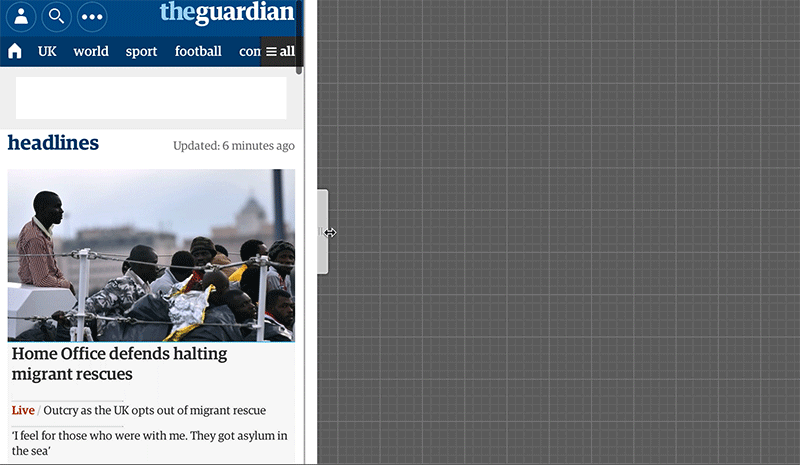 theguardian
UK world sport football con all
headlines
Updated: 6 minutes ago
Home Office defends halting
migrant rescues
Live / Outcry as the UK opts out of migrant rescue
‘I feel for those who were with me. They got asylum in
the sea’